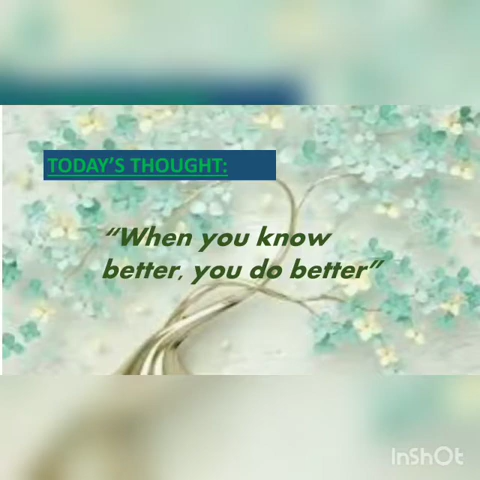 TODAY'S THOUGHT:
“When you know
better, you do better”
InShOt